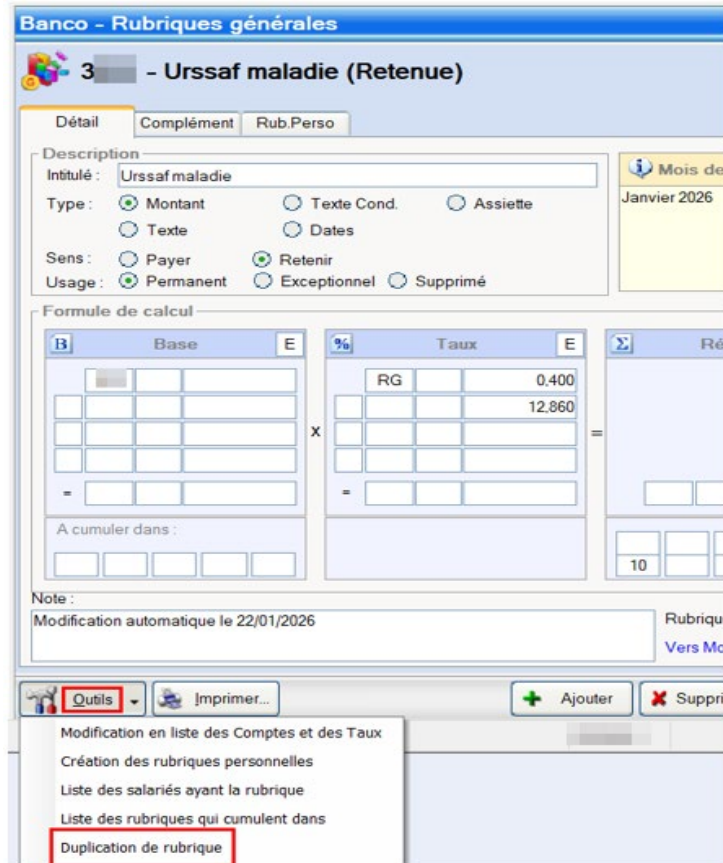 Banco - Rubriques générales
3 - Urssaf maladie (Retenue)
Détail Complément Rub.Perso
Description
Intitulé : Urssaf maladie
Type : Montant Texte Cond. Assiette
Texte Dates
Sens : Payer Retenir
Usage : Permanent Exceptionnel Supprimé
Mois de
Janvier 2026
Formule de calcul
B Base E % Taux E Σ Ré
RG 0,400
12,860
x =
= =
A cumuler dans :
10
Note :
Modification automatique le 22/01/2026
Rubriqu
Vers Mo
Outils Imprimer... Ajouter Suppri
Modification en liste des Comptes et des Taux
Création des rubriques personnelles
Liste des salariés ayant la rubrique
Liste des rubriques qui cumulent dans
Duplication de rubrique